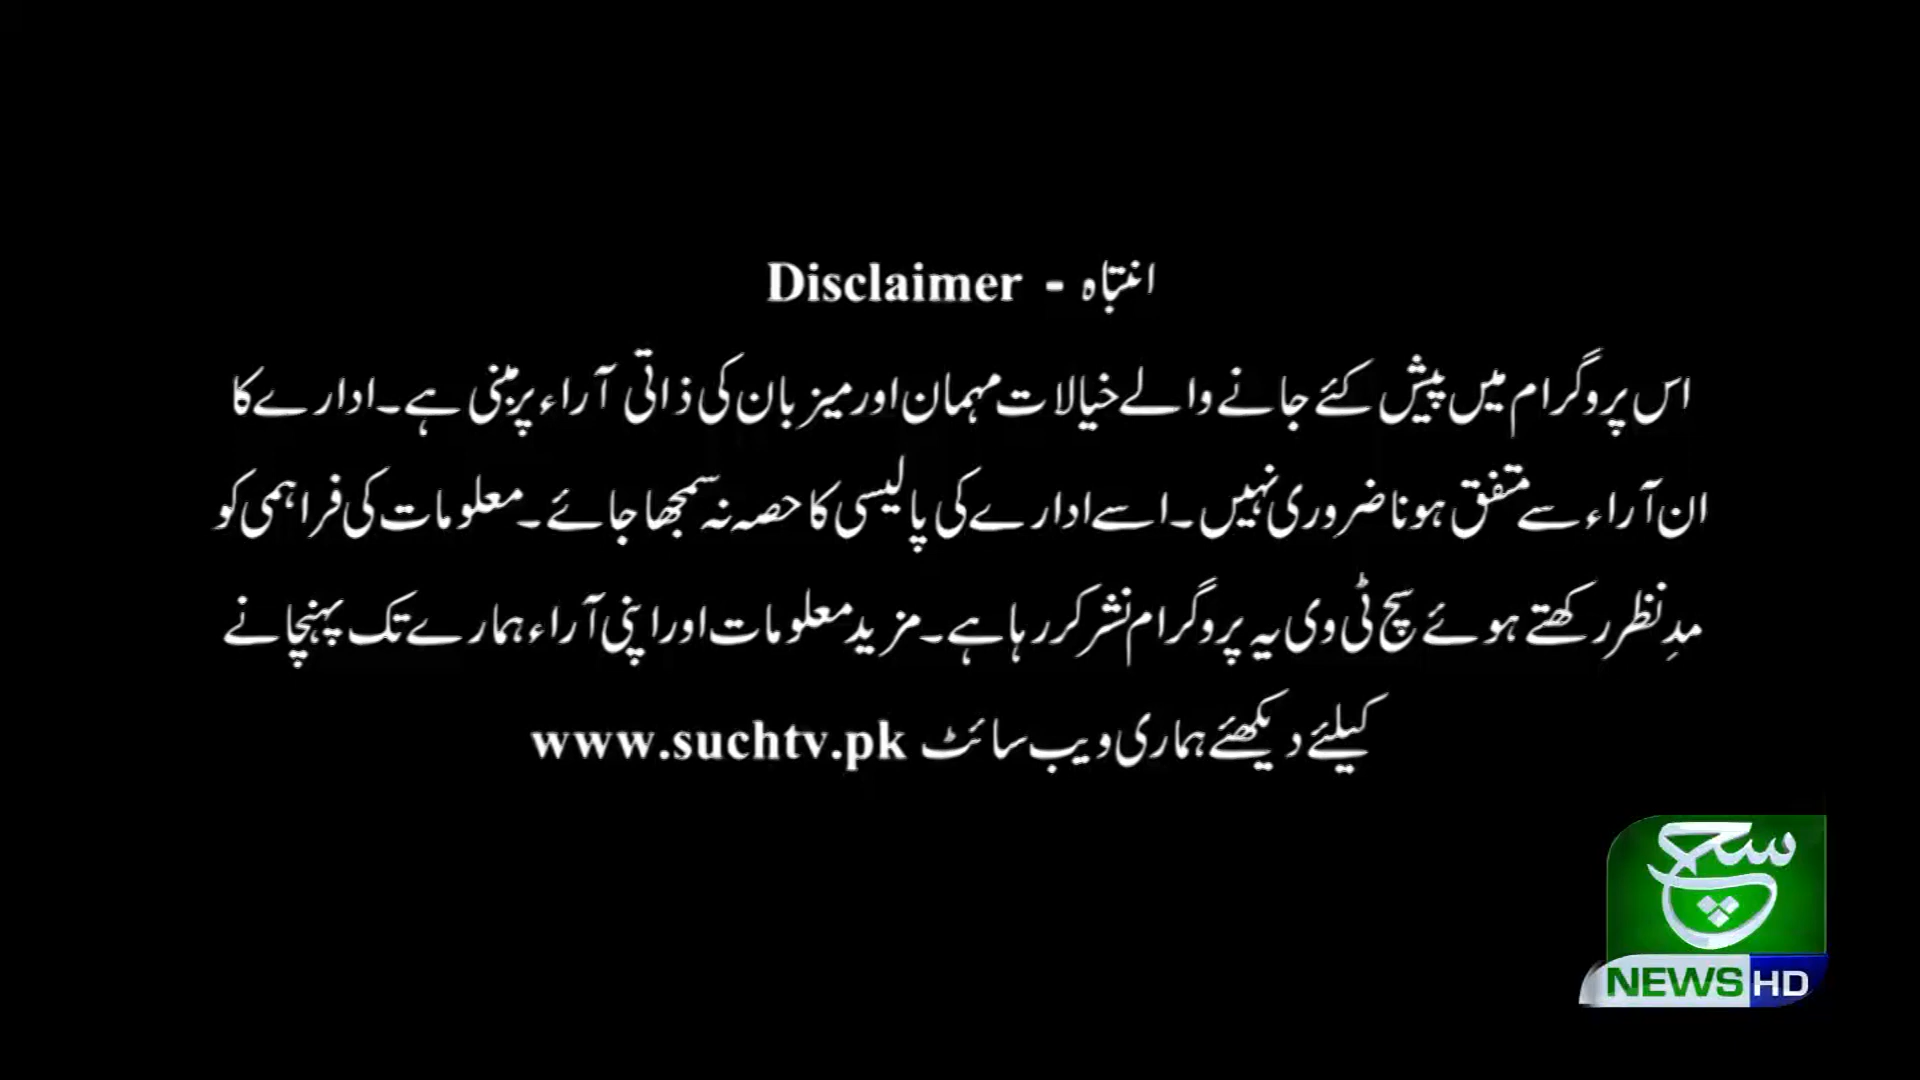 انتباہ - Disclaimer
اس پروگرام میں پیش کئے جانے والے خیالات مہمان اور میزبان کی ذاتی آراء پر مبنی ہے۔ ادارے کا
ان آراء سے متفق ہونا ضروری نہیں۔ اسے ادارے کی پالیسی کا حصہ نہ سمجھا جائے۔ معلومات کی فراہمی کو
مدِنظر رکھتے ہوئے سچ ٹی وی یہ پروگرام نشر کر رہا ہے۔ مزید معلومات اور اپنی آراء ہمارے تک پہنچانے
کیلئے دیکھئے ہماری ویب سائٹ www.suchtv.pk
سچ
NEWS HD